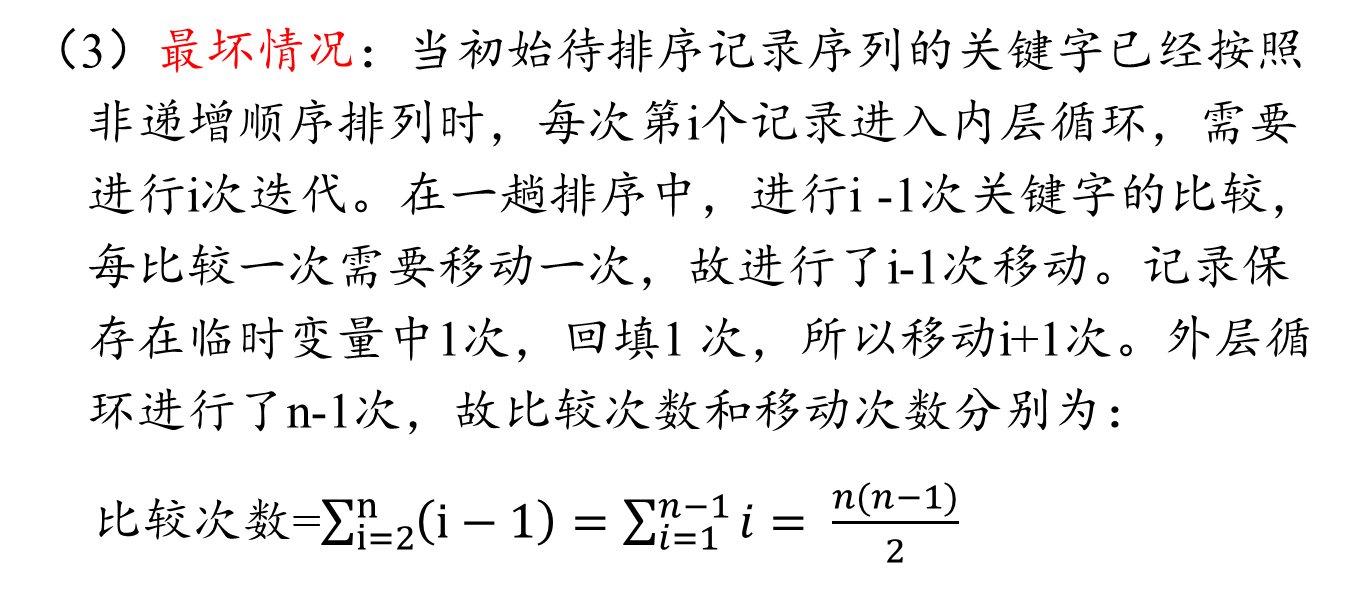 （3）最坏情况：当初始待排序记录序列的关键字已经按照
非递增顺序排列时，每次第i个记录进入内层循环，需要
进行i次迭代。在一趟排序中，进行i -1次关键字的比较，
每比较一次需要移动一次，故进行了i-1次移动。记录保
存在临时变量中1次，回填1 次，所以移动i+1次。外层循
环进行了n-1次，故比较次数和移动次数分别为：
比较次数=∑_{i=2}^{n}(i − 1) = ∑_{i=1}^{n−1} i = \frac{n(n−1)}{2}